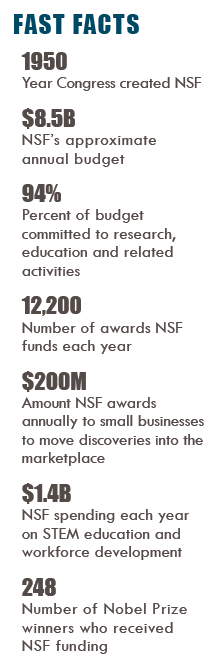 FAST FACTS
1950
Year Congress created NSF
$8.5B
NSF's approximate
annual budget
94%
Percent of budget
committed to research,
education and related
activities
12,200
Number of awards NSF
funds each year
$200M
Amount NSF awards
annually to small businesses
to move discoveries into the
marketplace
$1.4B
NSF spending each year
on STEM education and
workforce development
248
Number of Nobel Prize
winners who received
NSF funding